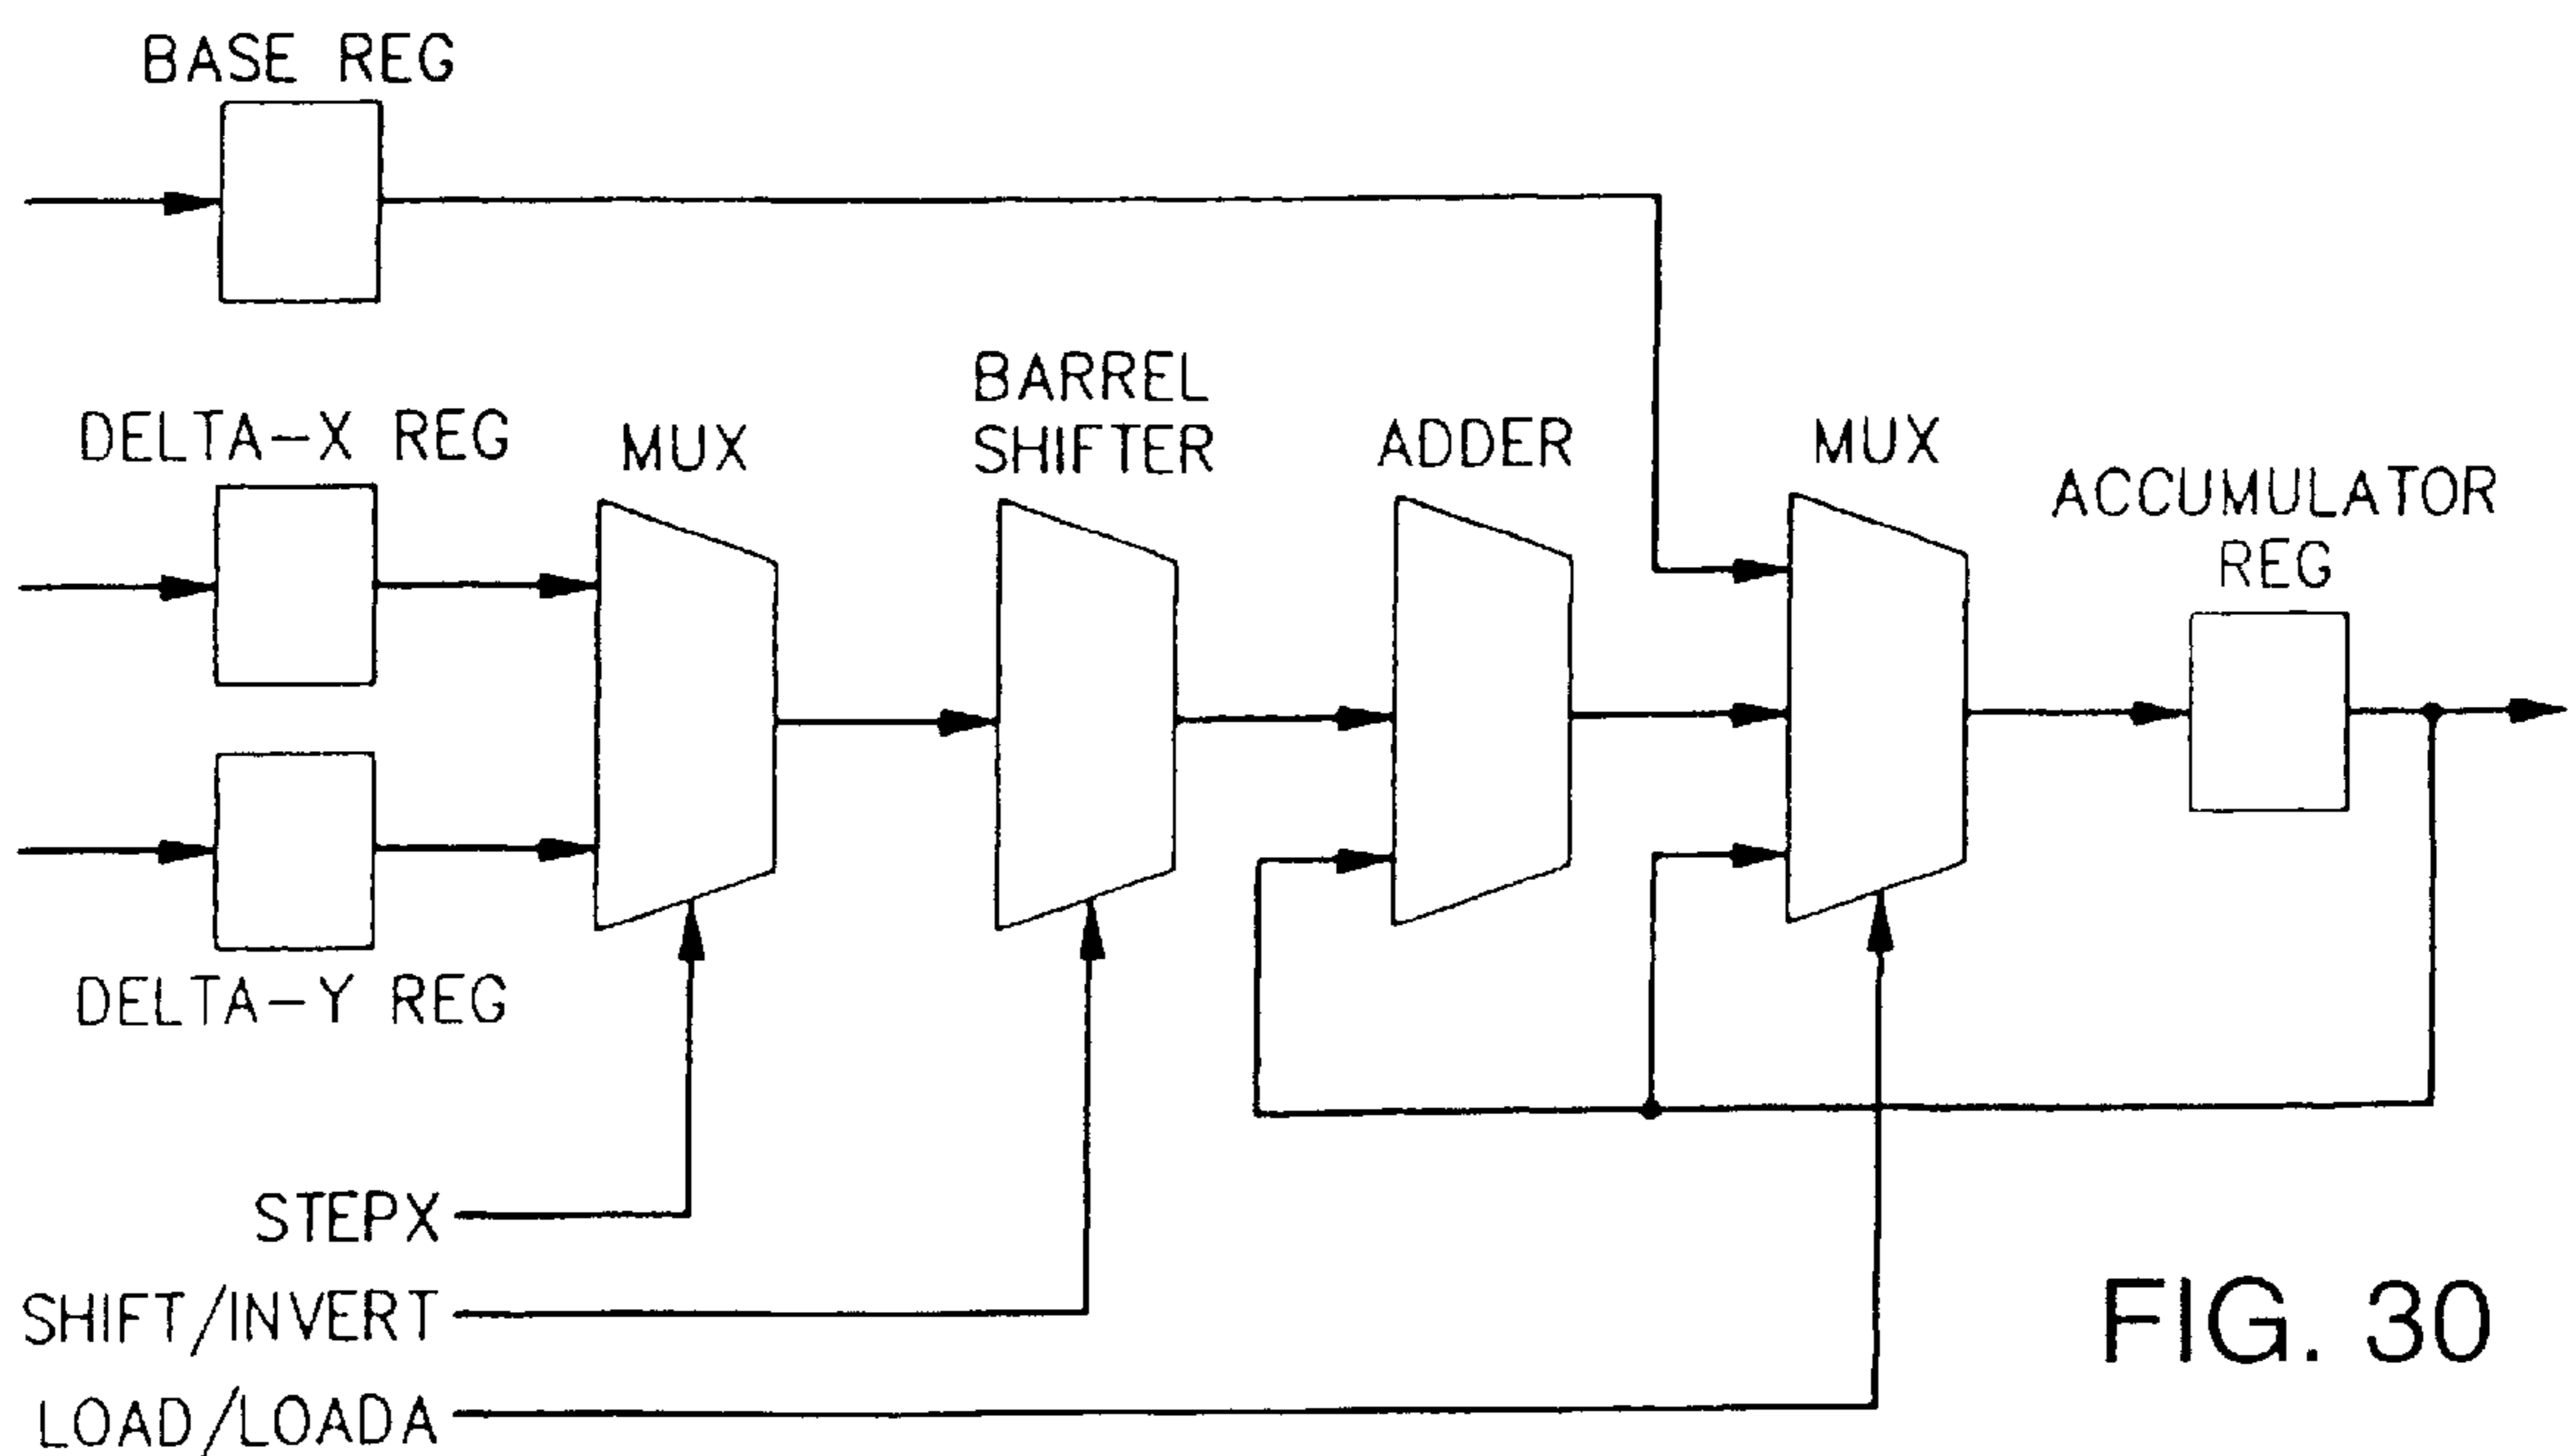 BASE REG
DELTA-X REG
MUX
BARREL
SHIFTER
ADDER
MUX
ACCUMULATOR
REG
DELTA-Y REG
STEPX
SHIFT/INVERT
LOAD/LOADA
FIG. 30